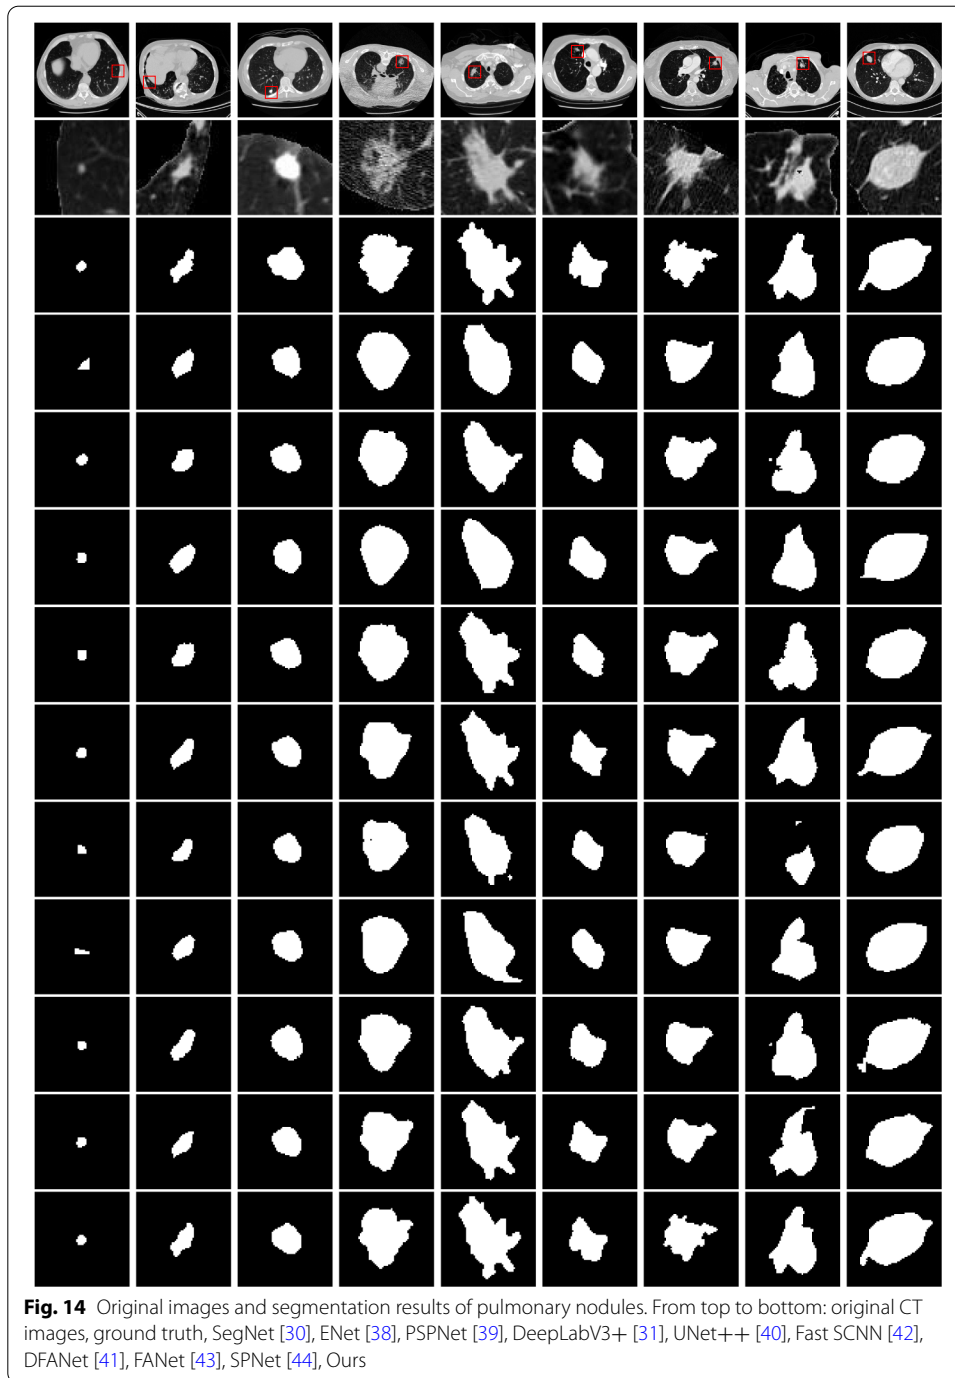 Fig. 14 Original images and segmentation results of pulmonary nodules. From top to bottom: original CT
images, ground truth, SegNet [30], ENet [38], PSPNet [39], DeepLabV3+ [31], UNet++ [40], Fast SCNN [42],
DFANet [41], FANet [43], SPNet [44], Ours